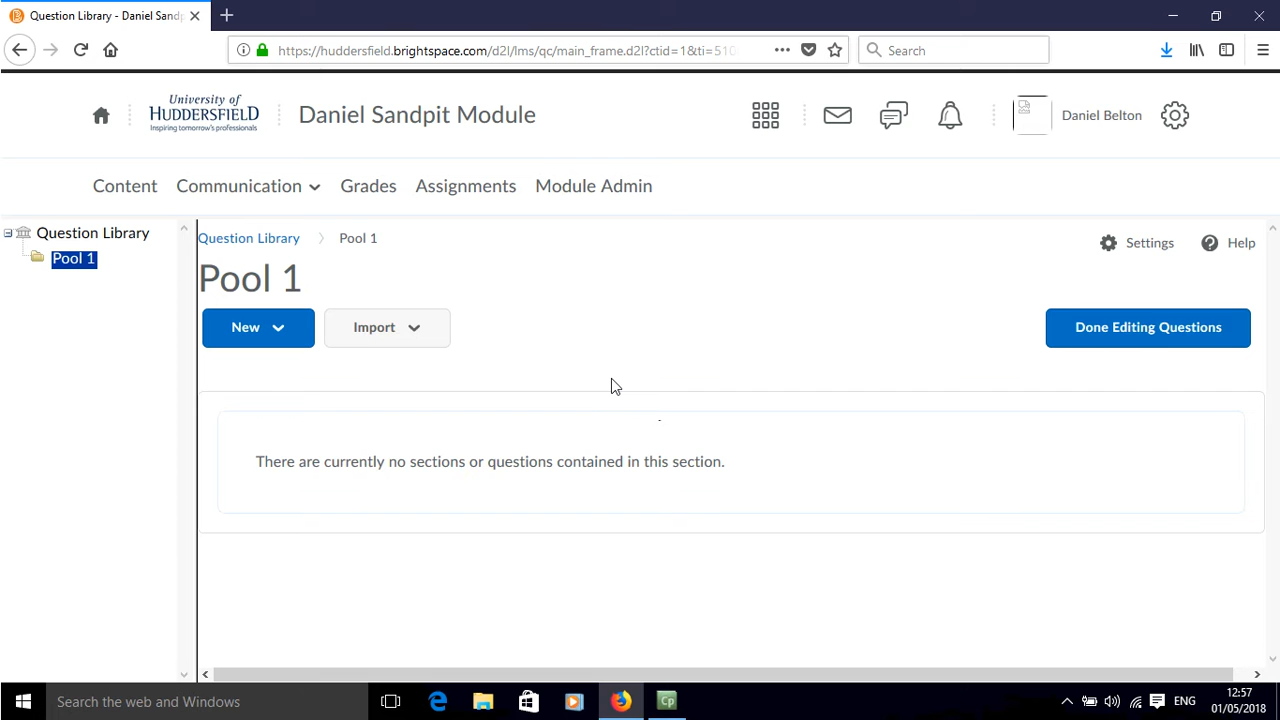 Question Library - Daniel Sandp
https://huddersfield.brightspace.com/d2l/lms/qc/main_frame.d2l?ctid=1&ti=510
Search
University of
HUDDERSFIELD
Inspiring tomorrow's professionals
Daniel Sandpit Module
Daniel Belton
Content
Communication
Grades
Assignments
Module Admin
Question Library
Pool 1
Question Library
Pool 1
Settings
Help
Pool 1
New
Import
Done Editing Questions
There are currently no sections or questions contained in this section.
Search the web and Windows
Cp
ENG
12:57
01/05/2018